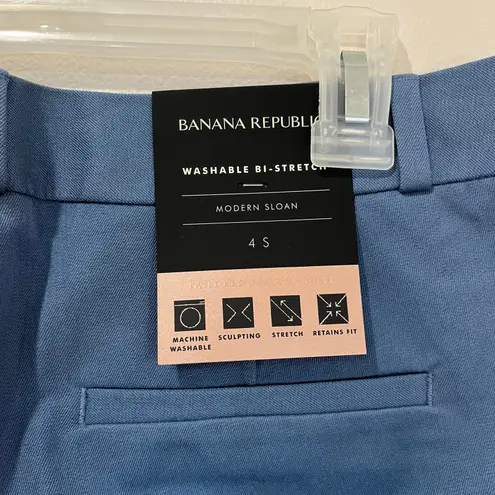 BANANA REPUBLIC
WASHABLE BI-STRETCH
MODERN SLOAN
4 S
MACHINE WASHABLE
SCULPTING
STRETCH
RETAINS FIT